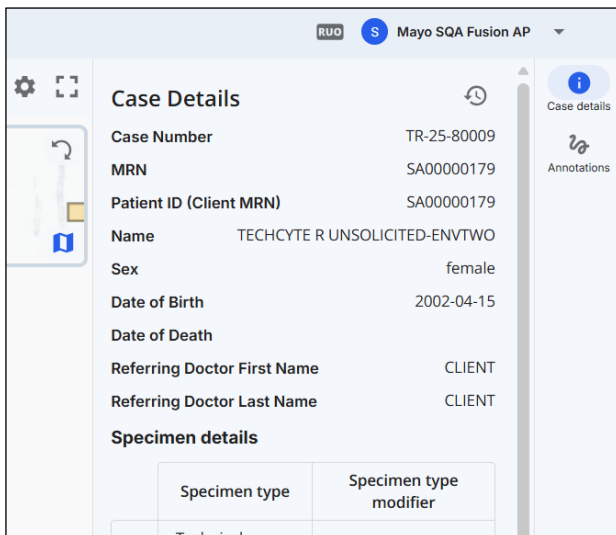 RUO S Mayo SQA Fusion AP
Case Details
Case details
Annotations
Case Number TR-25-80009
MRN SA00000179
Patient ID (Client MRN) SA00000179
Name TECHCYTE R UNSOLICITED-ENVTWO
Sex female
Date of Birth 2002-04-15
Date of Death
Referring Doctor First Name CLIENT
Referring Doctor Last Name CLIENT
Specimen details
Specimen type
Specimen type
modifier